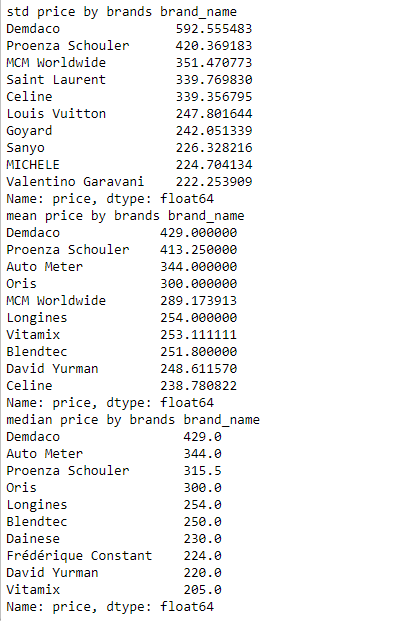 std price by brands brand_name
Demdaco 592.555483
Proenza Schouler 420.369183
MCM Worldwide 351.470773
Saint Laurent 339.769830
Celine 339.356795
Louis Vuitton 247.801644
Goyard 242.051339
Sanyo 226.328216
MICHELE 224.704134
Valentino Garavani 222.253909
Name: price, dtype: float64
mean price by brands brand_name
Demdaco 429.000000
Proenza Schouler 413.250000
Auto Meter 344.000000
Oris 300.000000
MCM Worldwide 289.173913
Longines 254.000000
Vitamix 253.111111
Blendtec 251.800000
David Yurman 248.611570
Celine 238.780822
Name: price, dtype: float64
median price by brands brand_name
Demdaco 429.0
Auto Meter 344.0
Proenza Schouler 315.5
Oris 300.0
Longines 254.0
Blendtec 250.0
Dainese 230.0
Frédérique Constant 224.0
David Yurman 220.0
Vitamix 205.0
Name: price, dtype: float64